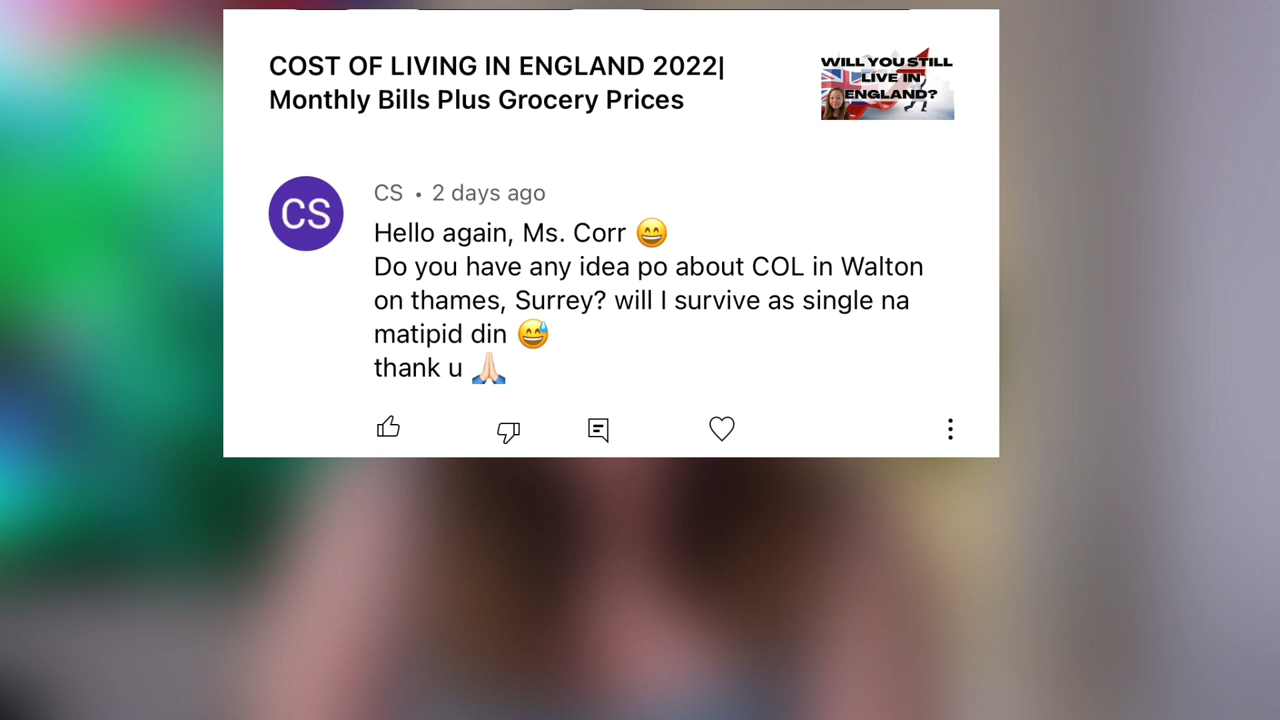 COST OF LIVING IN ENGLAND 2022|
Monthly Bills Plus Grocery Prices
WILL YOU STILL
LIVE IN
ENGLAND?
CS
CS • 2 days ago
Hello again, Ms. Corr 😄
Do you have any idea po about COL in Walton
on thames, Surrey? will I survive as single na
matipid din 😅
thank u 🙏🏻